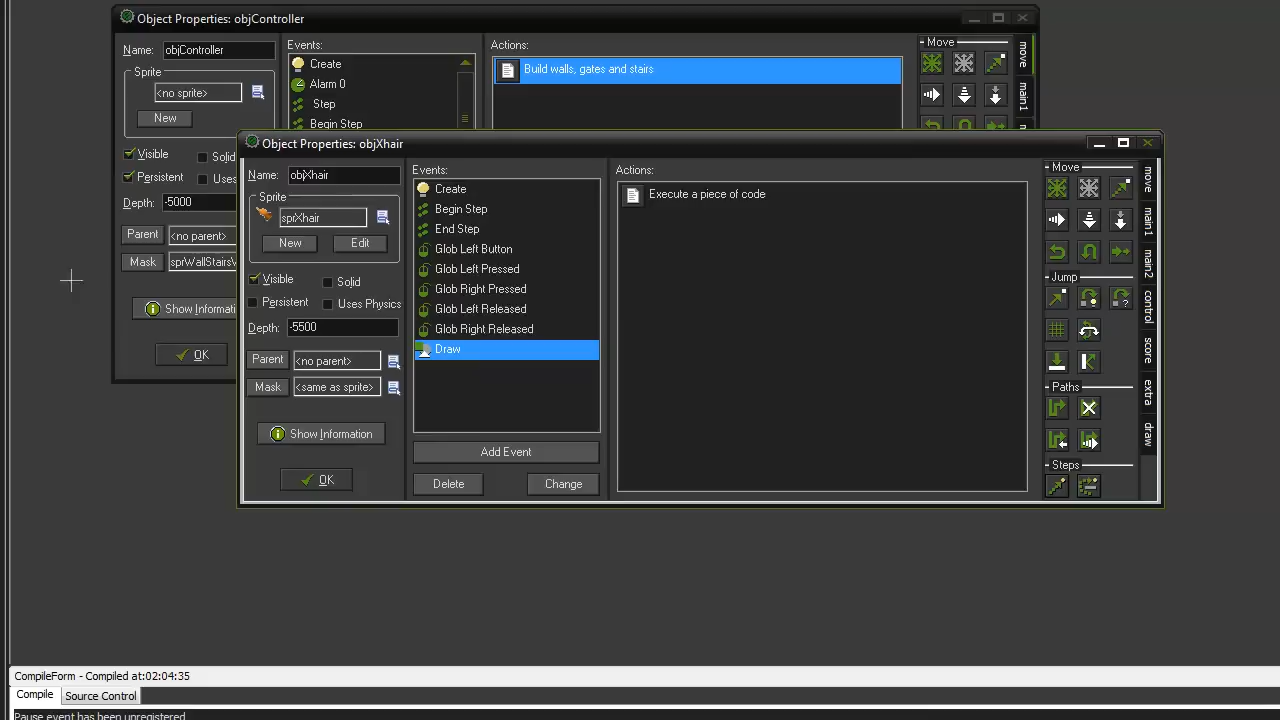 Object Properties: objController
Name: objController
Sprite
<no sprite>
New
Visible
Solid
Persistent
Uses
Depth: -5000
Parent <no parent>
Mask sprWallStairsV
Show Informati
OK
Events:
Create
Alarm 0
Step
Begin Step
Actions:
Build walls, gates and stairs
Move
move
main1
Object Properties: objXhair
Name: objXhair
Sprite
sprXhair
New Edit
Visible Solid
Persistent Uses Physics
Depth: -5500
Parent <no parent>
Mask <same as sprite>
Show Information
OK
Events:
Create
Begin Step
End Step
Glob Left Button
Glob Left Pressed
Glob Right Pressed
Glob Left Released
Glob Right Released
Draw
Add Event
Delete Change
Actions:
Execute a piece of code
Move
Jump
Paths
Steps
move
main1
main2
control
score
extra
draw
CompileForm - Compiled at:02:04:35
Compile Source Control
Pause event has been unregistered